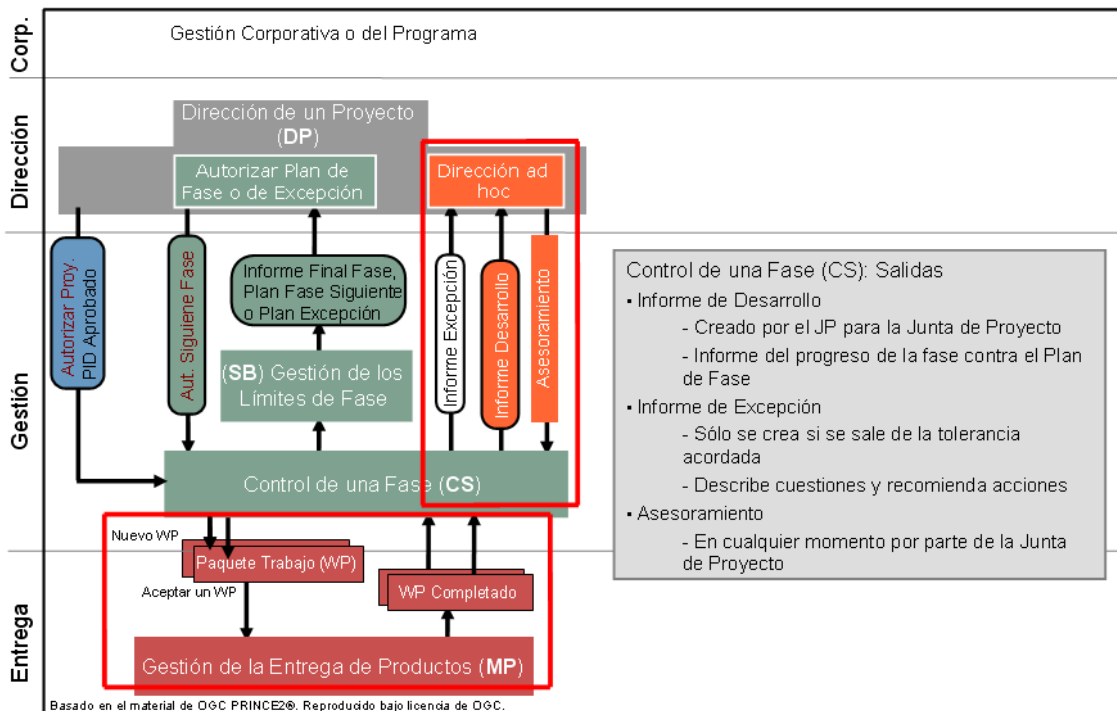 Corp.
Gestión Corporativa o del Programa
Dirección
Dirección de un Proyecto
(DP)
Autorizar Plan de
Fase o de Excepción
Dirección ad
hoc
Gestión
Autorizar Proy.
PID Aprobado
Aut. Siguiene Fase
Informe Final Fase,
Plan Fase Siguiente
o Plan Excepción
(SB) Gestión de los
Límites de Fase
Informe Excepción
Informe Desarrollo
Asesoramiento
Control de una Fase (CS)
Control de una Fase (CS): Salidas
▪ Informe de Desarrollo
- Creado por el JP para la Junta de Proyecto
- Informe del progreso de la fase contra el Plan
de Fase
▪ Informe de Excepción
- Sólo se crea si se sale de la tolerancia
acordada
- Describe cuestiones y recomienda acciones
▪ Asesoramiento
- En cualquier momento por parte de la Junta
de Proyecto
Entrega
Nuevo WP
Paquete Trabajo (WP)
Aceptar un WP
WP Completado
Gestión de la Entrega de Productos (MP)
Basado en el material de OGC PRINCE2®. Reproducido bajo licencia de OGC.